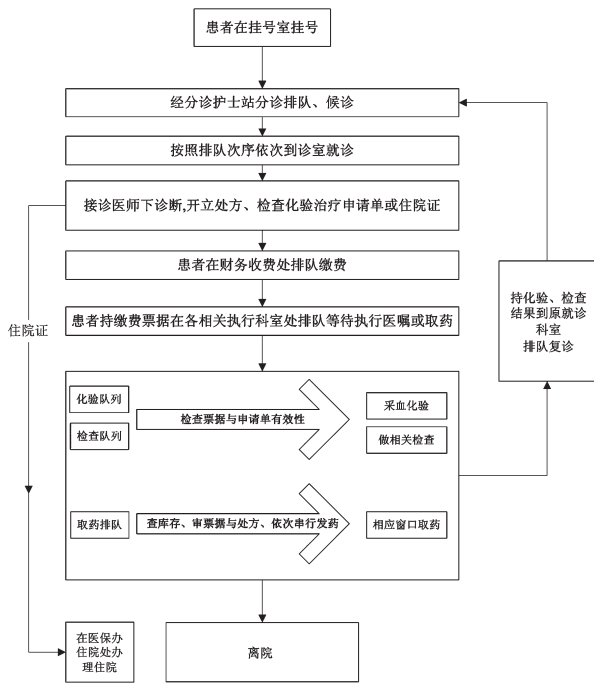 患者在挂号室挂号
经分诊护士站分诊排队、候诊
按照排队次序依次到诊室就诊
接诊医师下诊断,开立处方、检查化验治疗申请单或住院证
患者在财务收费处排队缴费
持化验、检查
结果到原就诊
科室
排队复诊
住院证
患者持缴费票据在各相关执行科室处排队等待执行医嘱或取药
化验队列
检查队列
检查票据与申请单有效性
采血化验
做相关检查
取药排队
查库存、审票据与处方、依次串行发药
相应窗口取药
在医保办
住院处办
理住院
离院